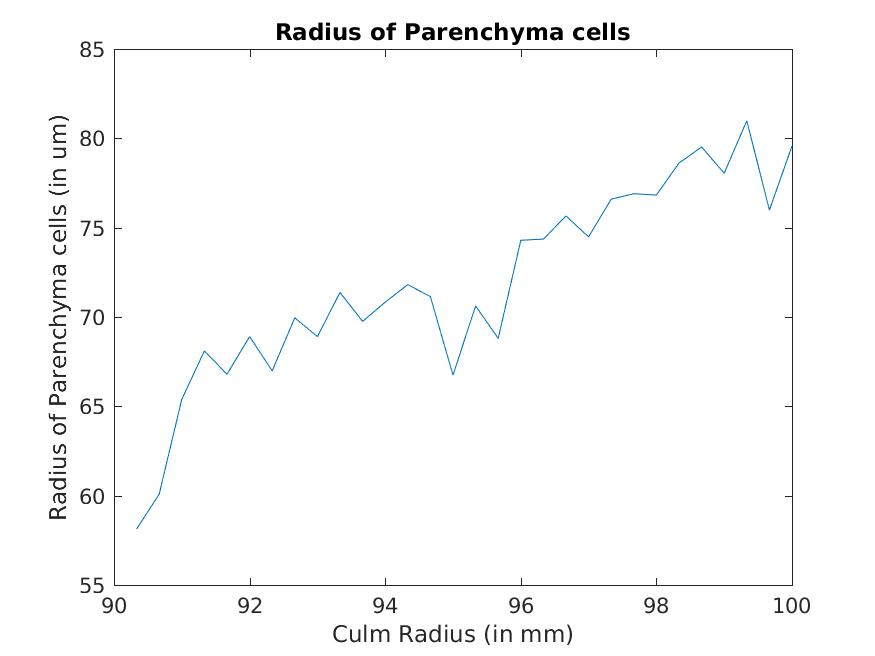 Radius of Parenchyma cells
Radius of Parenchyma cells (in um)
85
80
75
70
65
60
55
90 92 94 96 98 100
Culm Radius (in mm)